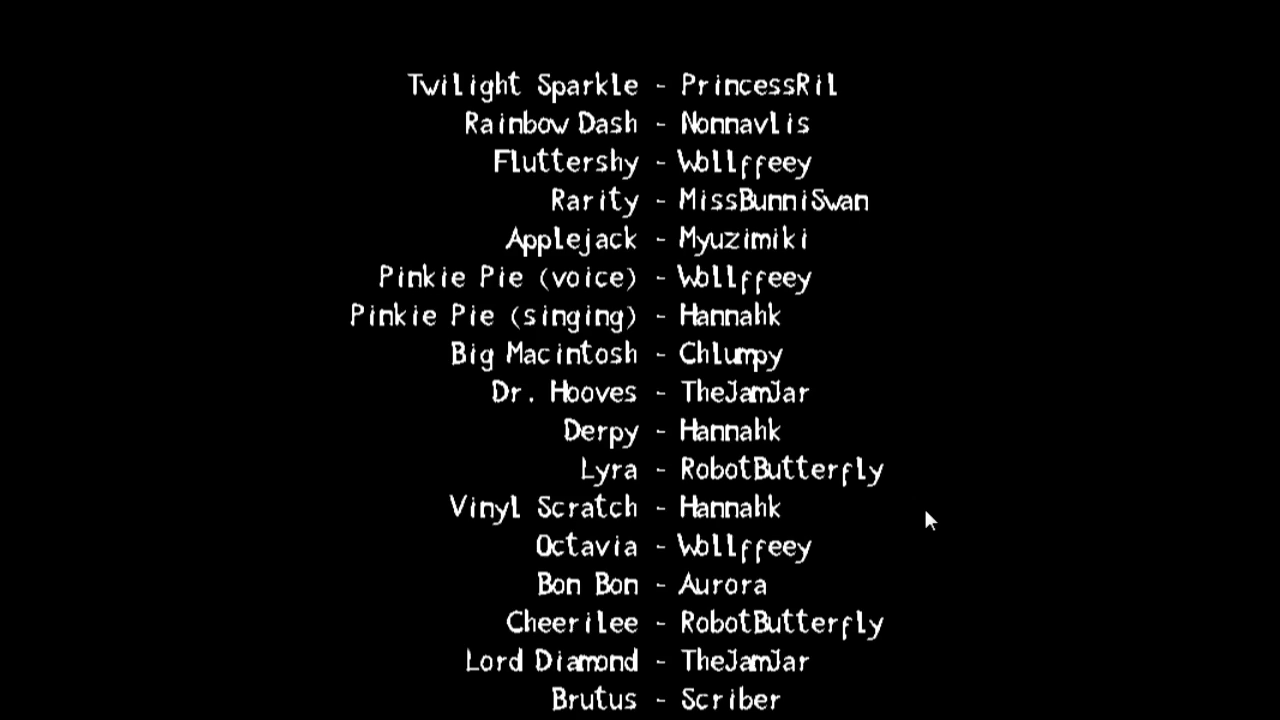 Twilight Sparkle - PrincessRil
Rainbow Dash - Nonnavlis
Fluttershy - Wollffeey
Rarity - MissBunniSwan
Applejack - Myuzimiki
Pinkie Pie (voice) - Wollffeey
Pinkie Pie (singing) - Hannahk
Big Macintosh - Chlumpy
Dr. Hooves - TheJamJar
Derpy - Hannahk
Lyra - RobotButterfly
Vinyl Scratch - Hannahk
Octavia - Wollffeey
Bon Bon - Aurora
Cheerilee - RobotButterfly
Lord Diamond - TheJamJar
Brutus - Scriber